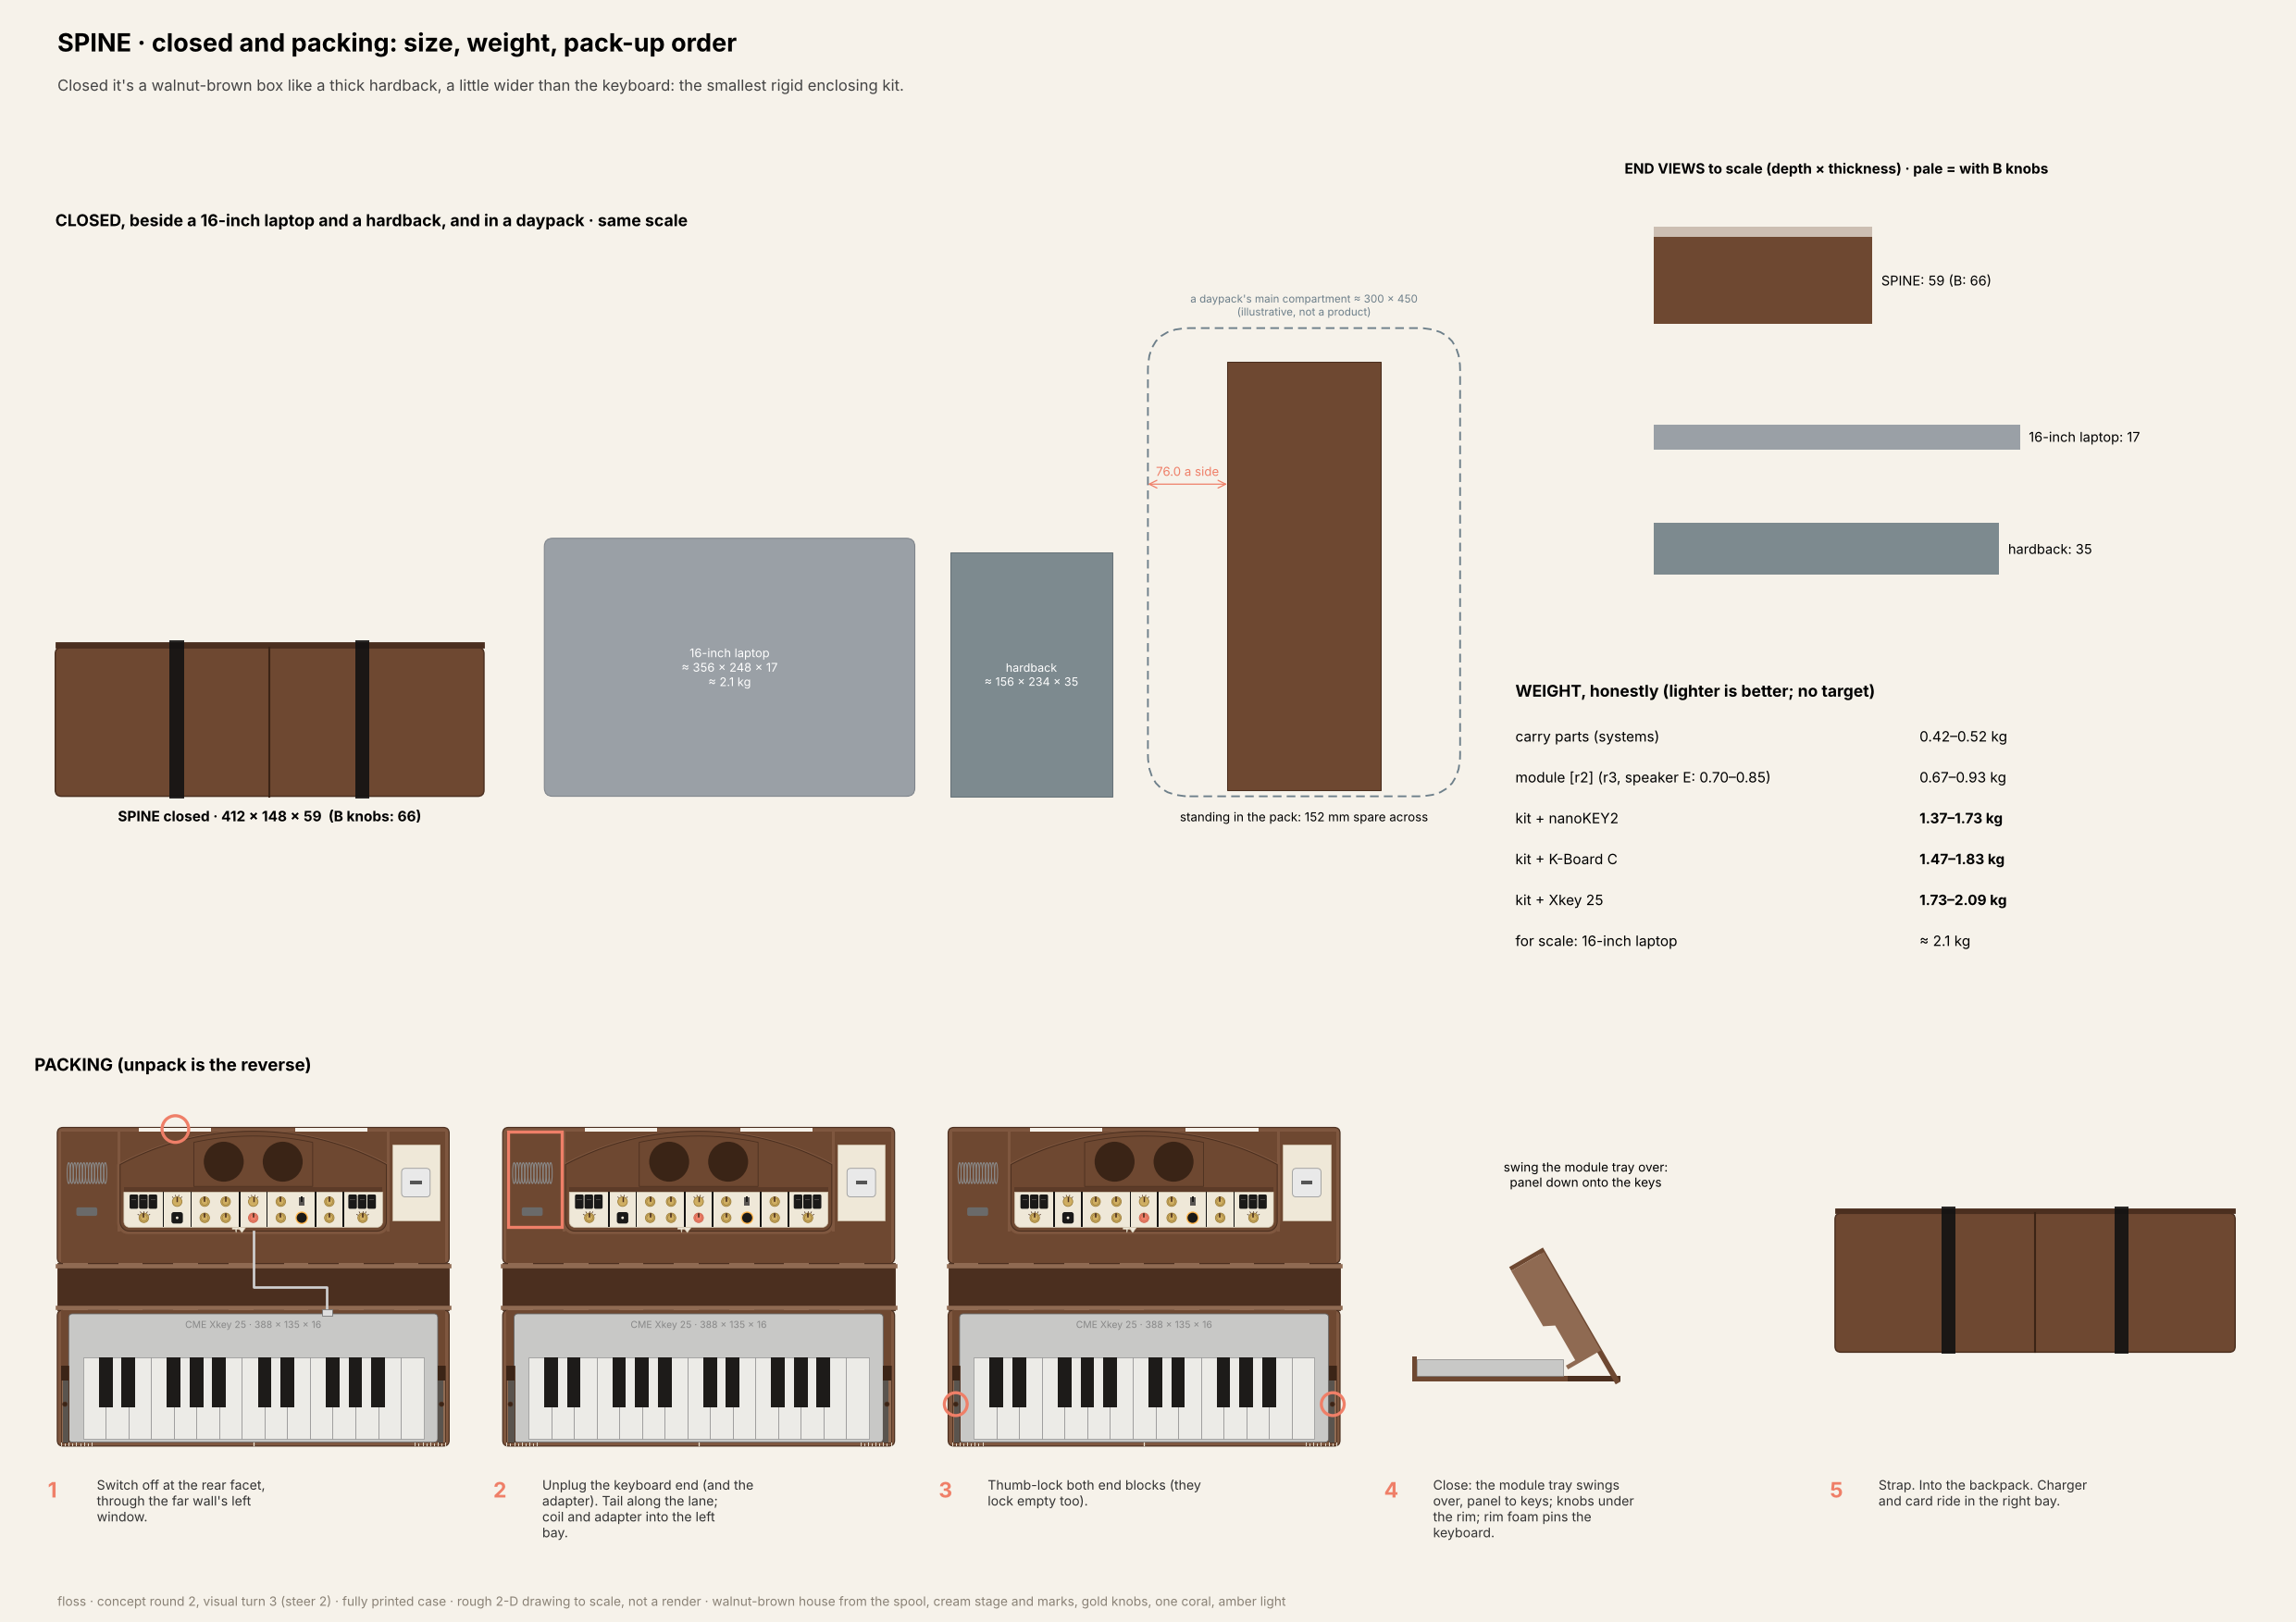 SPINE · closed and packing: size, weight, pack-up order
Closed it's a walnut-brown box like a thick hardback, a little wider than the keyboard: the smallest rigid enclosing kit.
END VIEWS to scale (depth × thickness) · pale = with B knobs
CLOSED, beside a 16-inch laptop and a hardback, and in a daypack · same scale
SPINE: 59 (B: 66)
a daypack's main compartment ≈ 300 × 450
(illustrative, not a product)
16-inch laptop: 17
76.0 a side
hardback: 35
16-inch laptop
≈ 356 × 248 × 17
≈ 2.1 kg
hardback
≈ 156 × 234 × 35
SPINE closed · 412 × 148 × 59 (B knobs: 66)
standing in the pack: 152 mm spare across
WEIGHT, honestly (lighter is better; no target)
carry parts (systems) 0.42–0.52 kg
module [r2] (r3, speaker E: 0.70–0.85) 0.67–0.93 kg
kit + nanoKEY2 1.37–1.73 kg
kit + K-Board C 1.47–1.83 kg
kit + Xkey 25 1.73–2.09 kg
for scale: 16-inch laptop ≈ 2.1 kg
PACKING (unpack is the reverse)
CME Xkey 25 · 388 × 135 × 16
CME Xkey 25 · 388 × 135 × 16
CME Xkey 25 · 388 × 135 × 16
swing the module tray over:
panel down onto the keys
1
Switch off at the rear facet,
through the far wall's left
window.
2
Unplug the keyboard end (and the
adapter). Tail along the lane;
coil and adapter into the left
bay.
3
Thumb-lock both end blocks (they
lock empty too).
4
Close: the module tray swings
over, panel to keys; knobs under
the rim; rim foam pins the
keyboard.
5
Strap. Into the backpack. Charger
and card ride in the right bay.
floss · concept round 2, visual turn 3 (steer 2) · fully printed case · rough 2-D drawing to scale, not a render · walnut-brown house from the spool, cream stage and marks, gold knobs, one coral, amber light